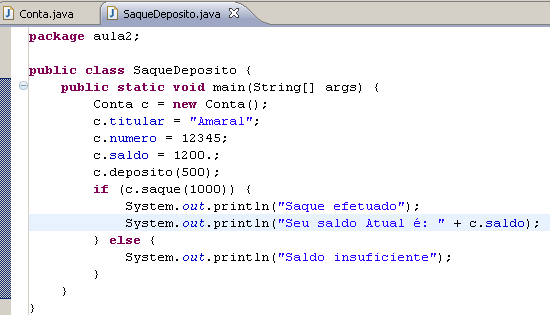 Conta.java SaqueDeposito.java
package aula2;
public class SaqueDeposito {
public static void main(String[] args) {
Conta c = new Conta();
c.titular = "Amaral";
c.numero = 12345;
c.saldo = 1200.;
c.deposito(500);
if (c.saque(1000)) {
System.out.println("Saque efetuado");
System.out.println("Seu saldo Atual é: " + c.saldo);
} else {
System.out.println("Saldo insuficiente");
}
}
}